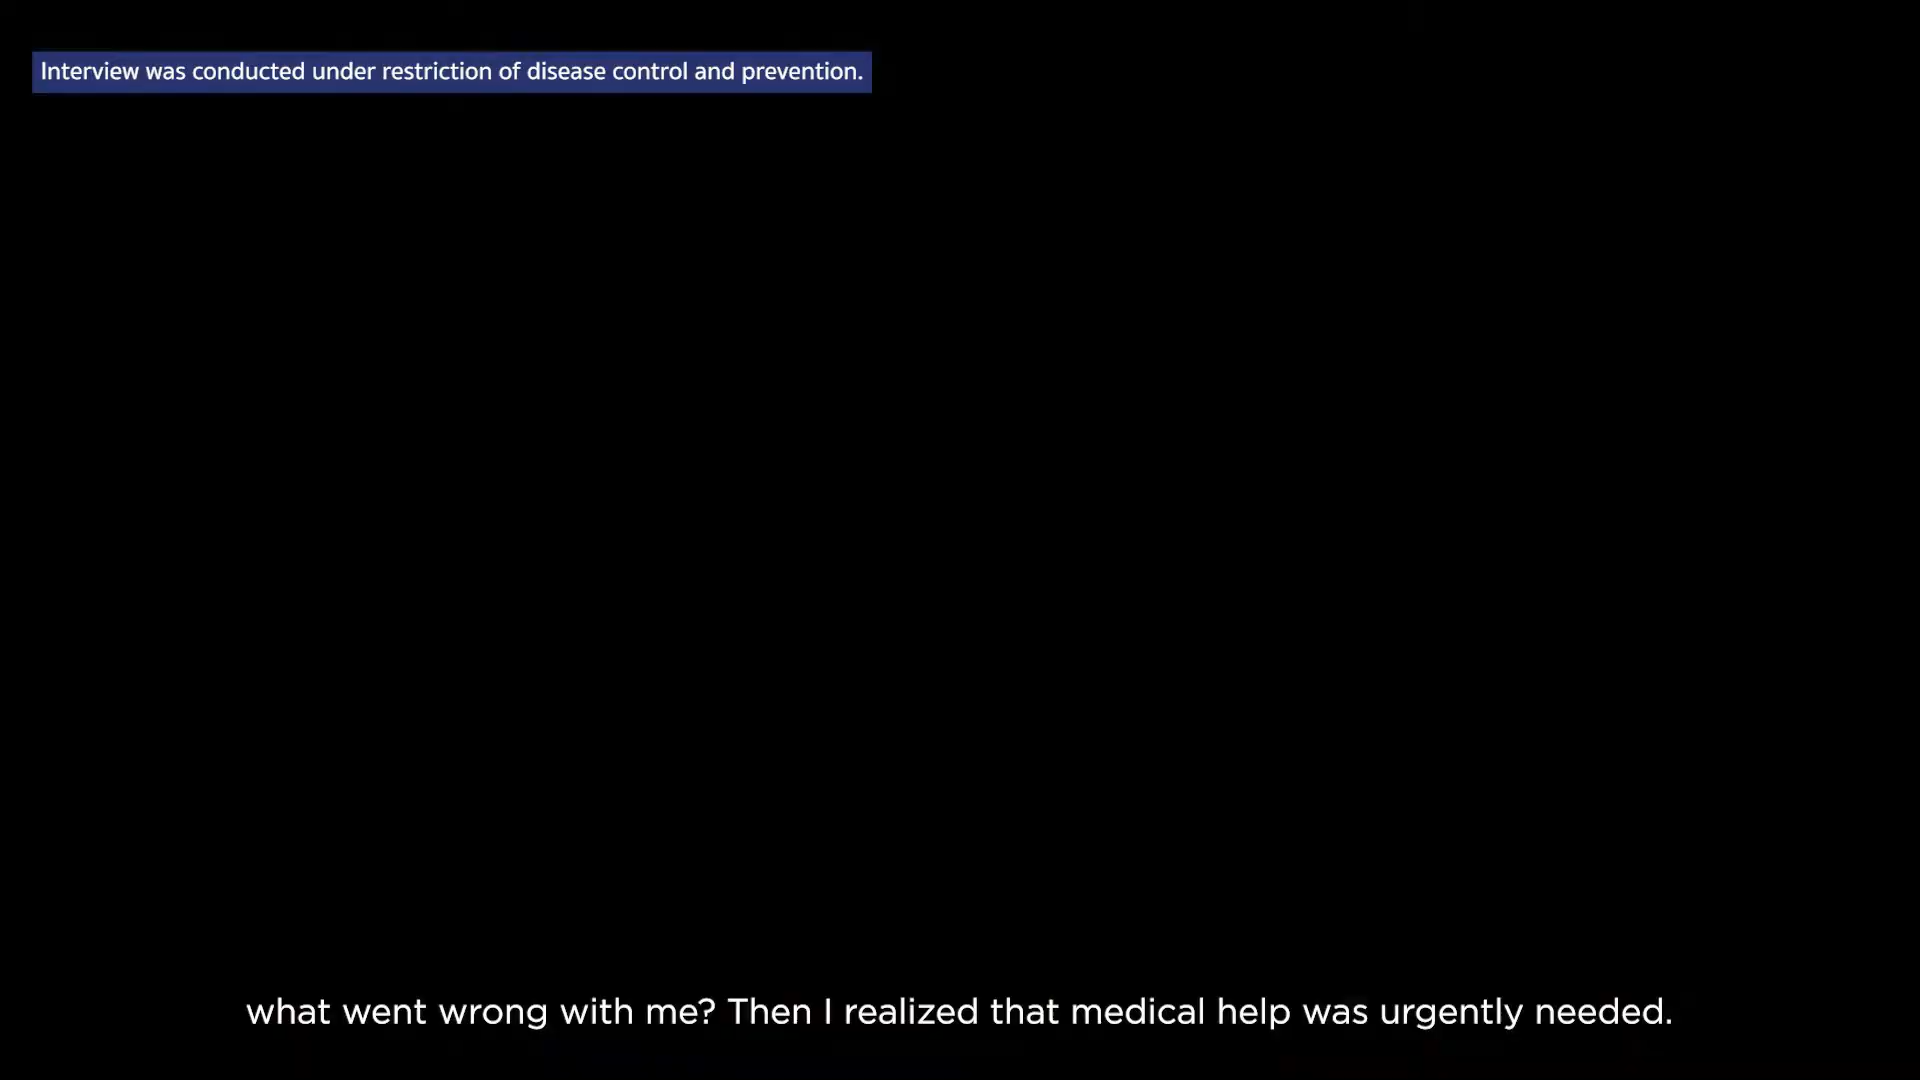 Interview was conducted under restriction of disease control and prevention.
what went wrong with me? Then I realized that medical help was urgently needed.